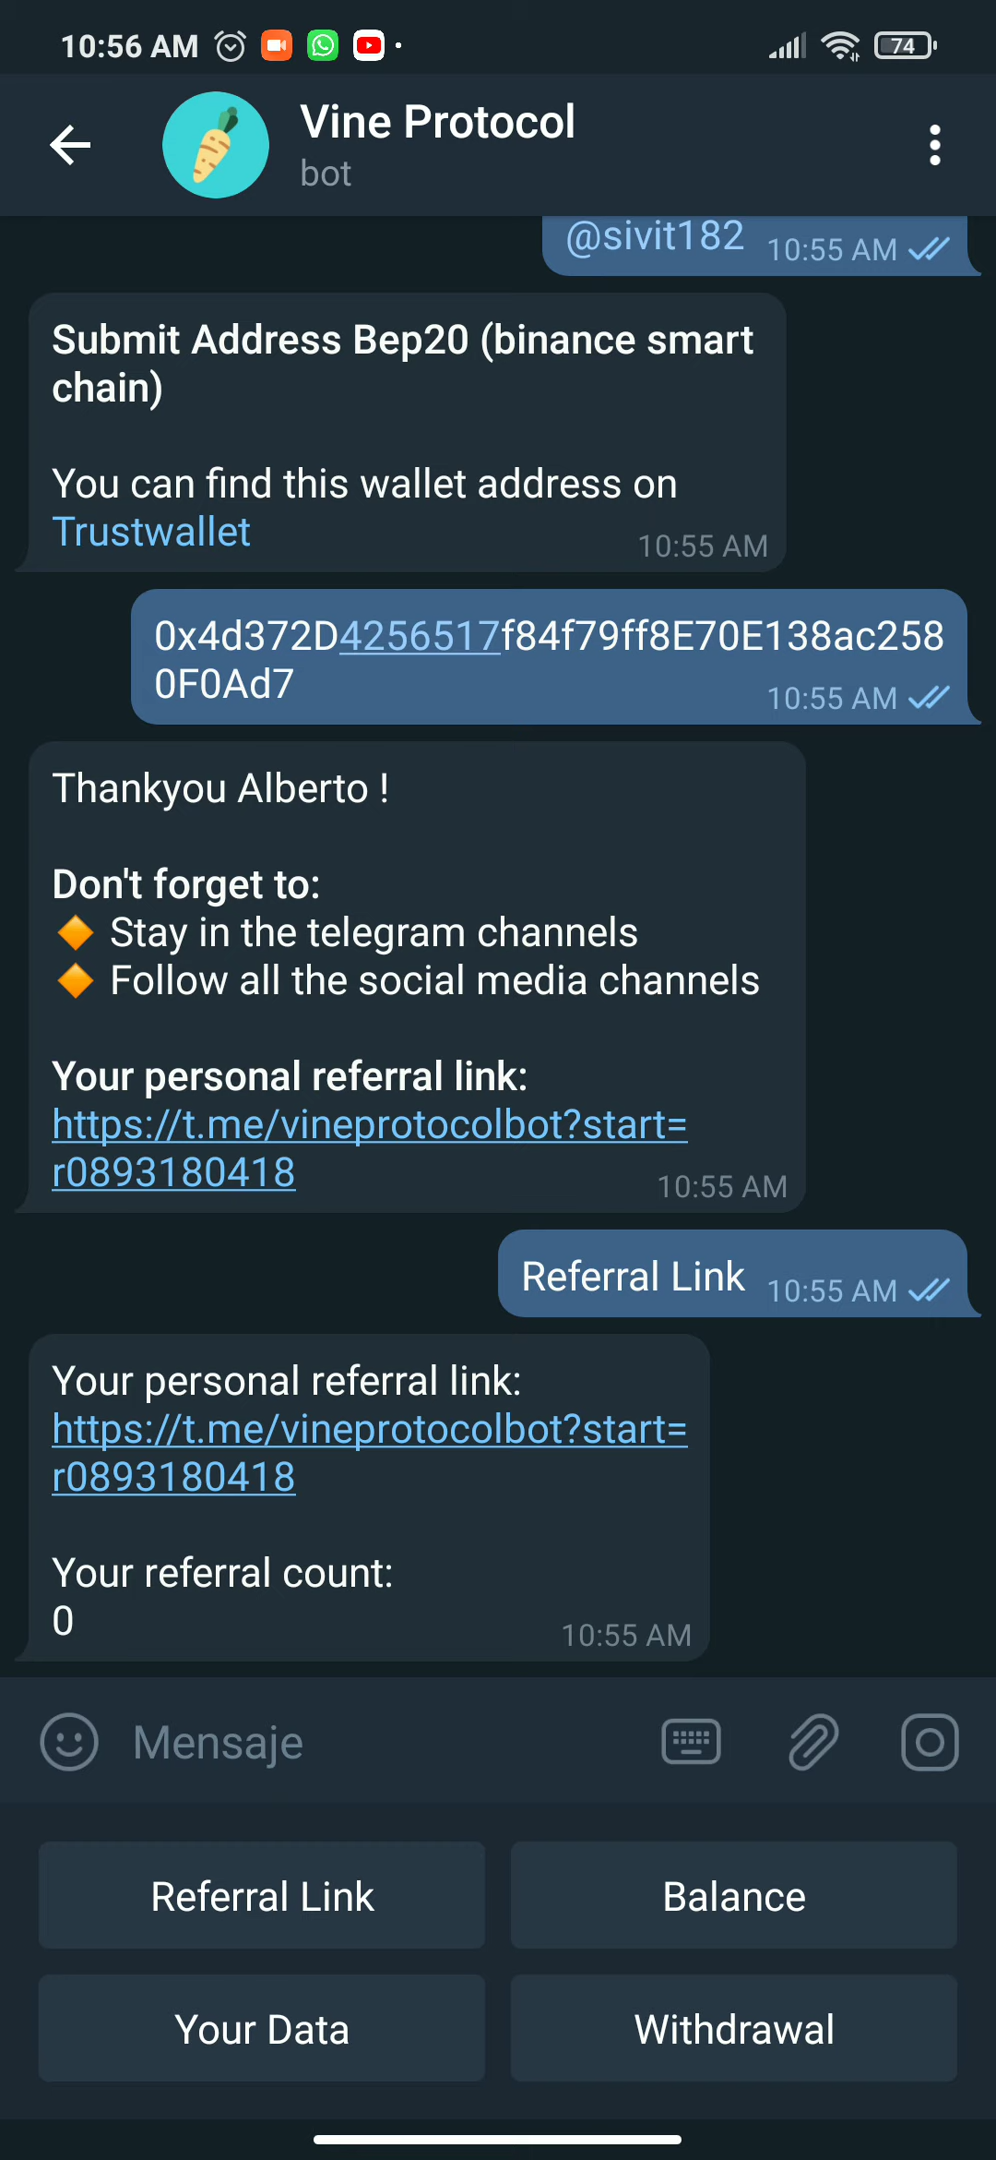 10:56 AM
74
Vine Protocol
bot
@sivit182 10:55 AM
Submit Address Bep20 (binance smart
chain)
You can find this wallet address on
Trustwallet
10:55 AM
0x4d372D4256517f84f79ff8E70E138ac258
0F0Ad7
10:55 AM
Thankyou Alberto !
Don't forget to:
🔶 Stay in the telegram channels
🔶 Follow all the social media channels
Your personal referral link:
https://t.me/vineprotocolbot?start=
r0893180418
10:55 AM
Referral Link 10:55 AM
Your personal referral link:
https://t.me/vineprotocolbot?start=
r0893180418
Your referral count:
0
10:55 AM
Mensaje
Referral Link
Balance
Your Data
Withdrawal